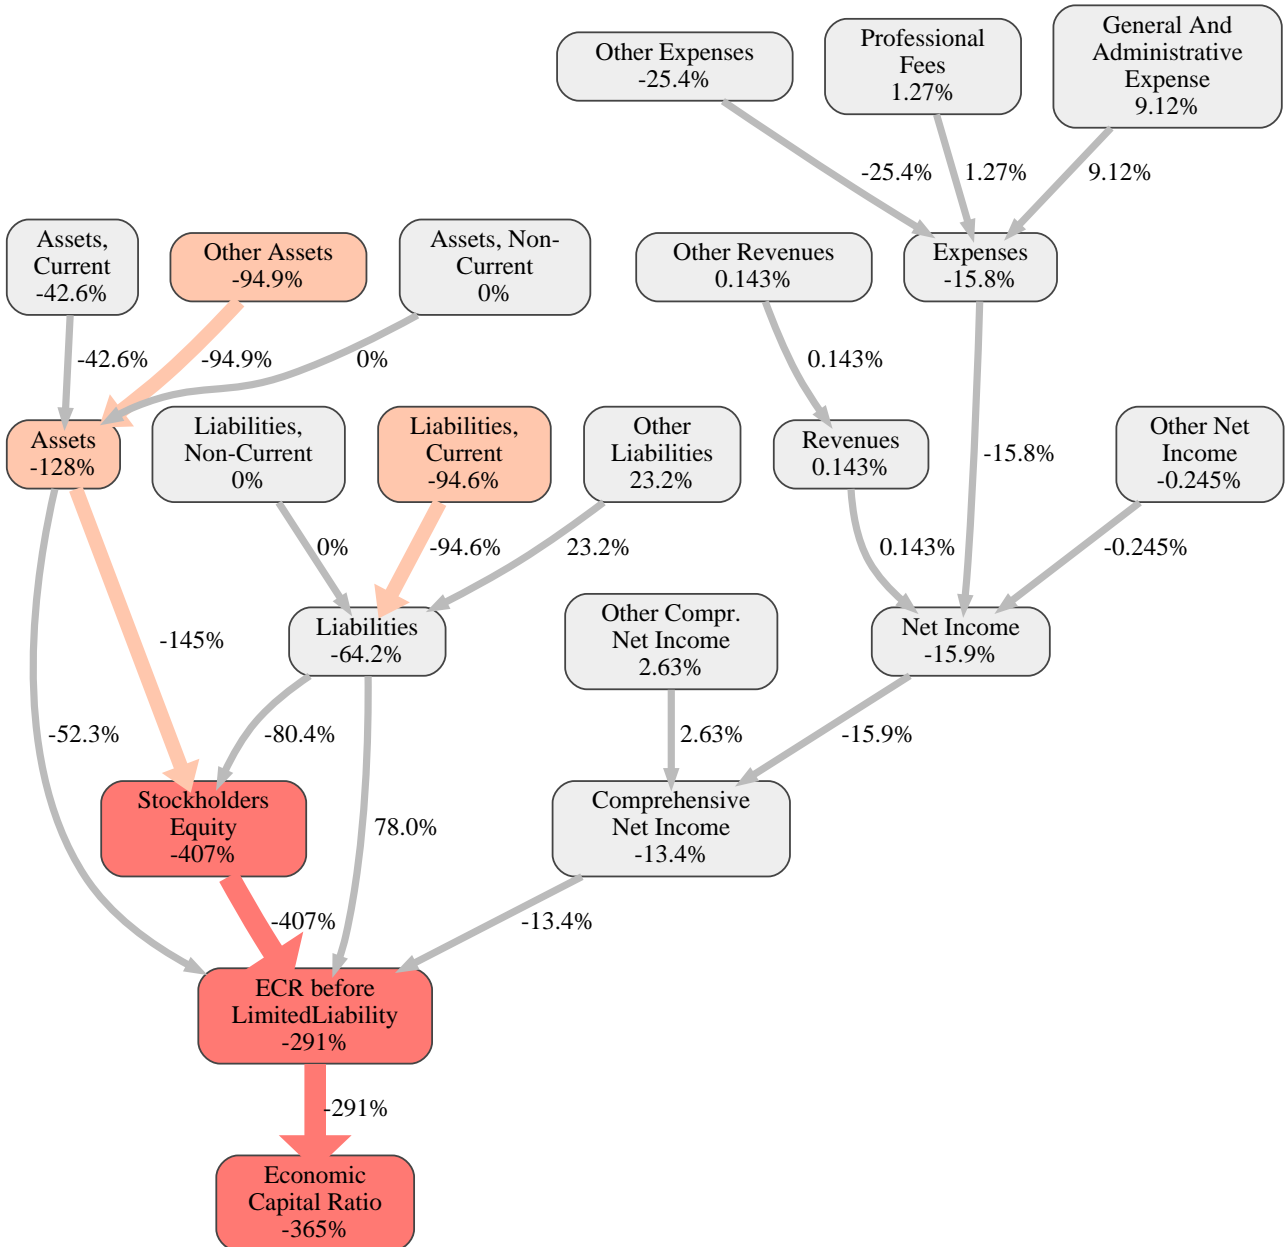 Other Expenses
-25.4%
Professional
Fees
1.27%
General And
Administrative
Expense
9.12%
-25.4%
1.27%
9.12%
Assets,
Current
-42.6%
Other Assets
-94.9%
Assets, Non-
Current
0%
Other Revenues
0.143%
Expenses
-15.8%
-42.6%
-94.9%
0%
0.143%
Assets
-128%
Liabilities,
Non-Current
0%
Liabilities,
Current
-94.6%
Other
Liabilities
23.2%
Revenues
0.143%
-15.8%
Other Net
Income
-0.245%
0%
-94.6%
23.2%
0.143%
-0.245%
-145%
Liabilities
-64.2%
Other Compr.
Net Income
2.63%
Net Income
-15.9%
-52.3%
-80.4%
2.63%
-15.9%
Stockholders
Equity
-407%
78.0%
Comprehensive
Net Income
-13.4%
-407%
-13.4%
ECR before
LimitedLiability
-291%
-291%
Economic
Capital Ratio
-365%